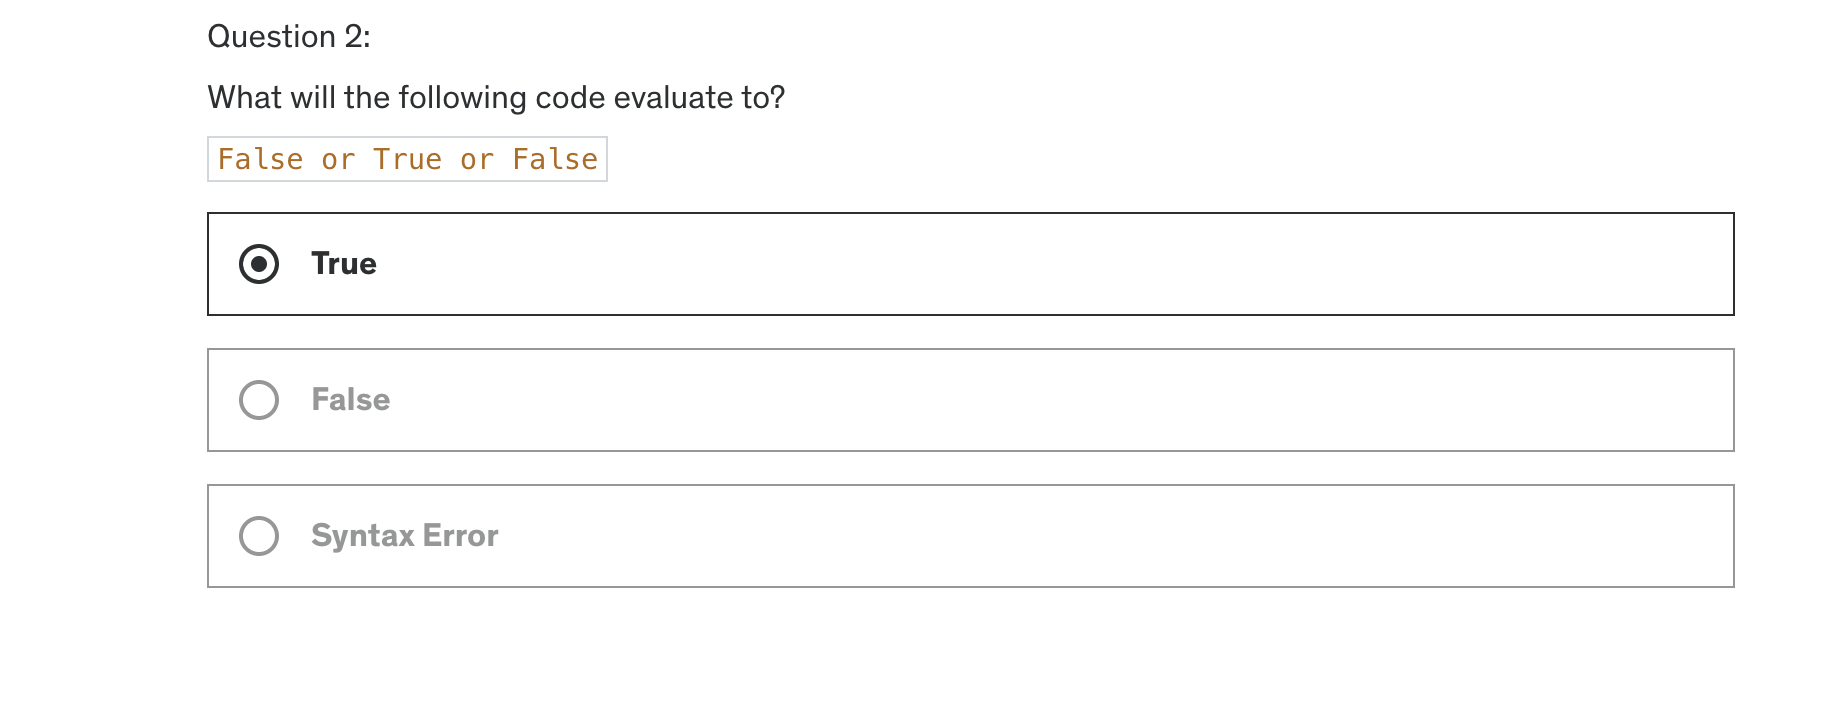 Question 2:
What will the following code evaluate to?
False or True or False
True
False
Syntax Error